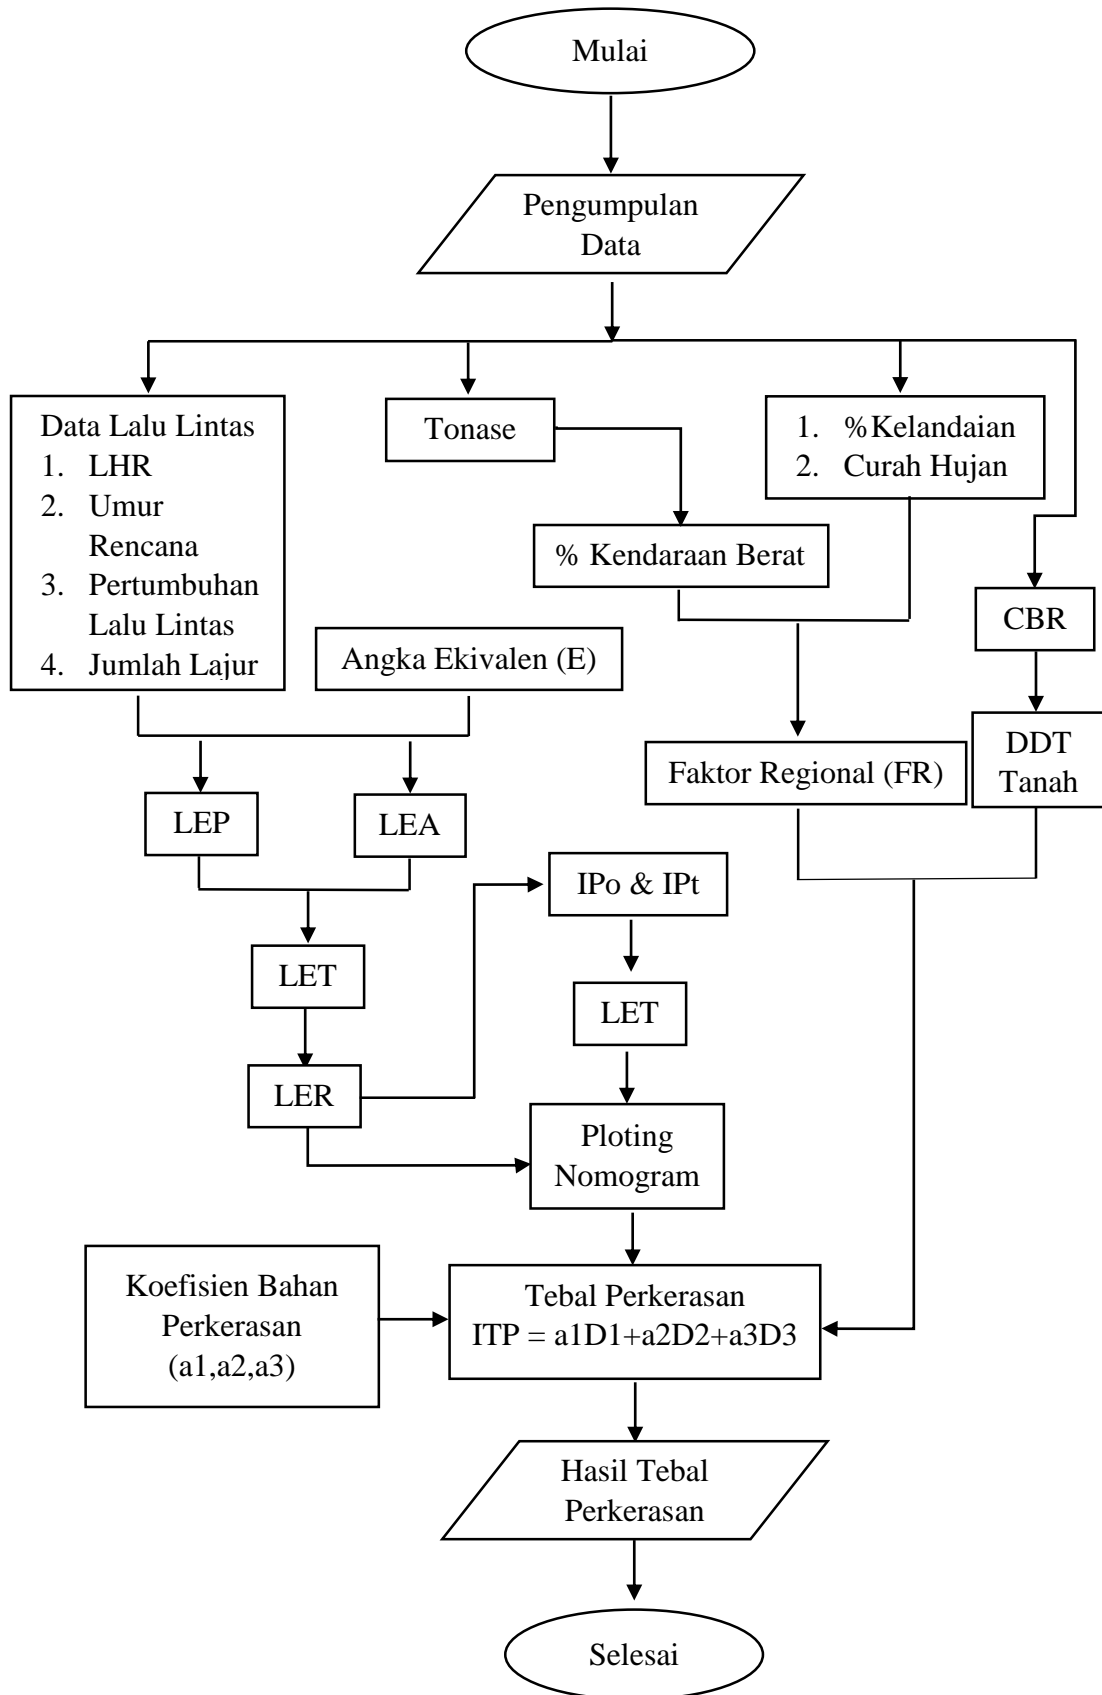 Mulai
Pengumpulan
Data
Data Lalu Lintas
1. LHR
2. Umur
Rencana
3. Pertumbuhan
Lalu Lintas
4. Jumlah Lajur
Tonase
1. %Kelandaian
2. Curah Hujan
% Kendaraan Berat
CBR
Angka Ekivalen (E)
Faktor Regional (FR)
DDT
Tanah
LEP
LEA
IPo & IPt
LET
LET
LER
Ploting
Nomogram
Koefisien Bahan
Perkerasan
(a1,a2,a3)
Tebal Perkerasan
ITP = a1D1+a2D2+a3D3
Hasil Tebal
Perkerasan
Selesai